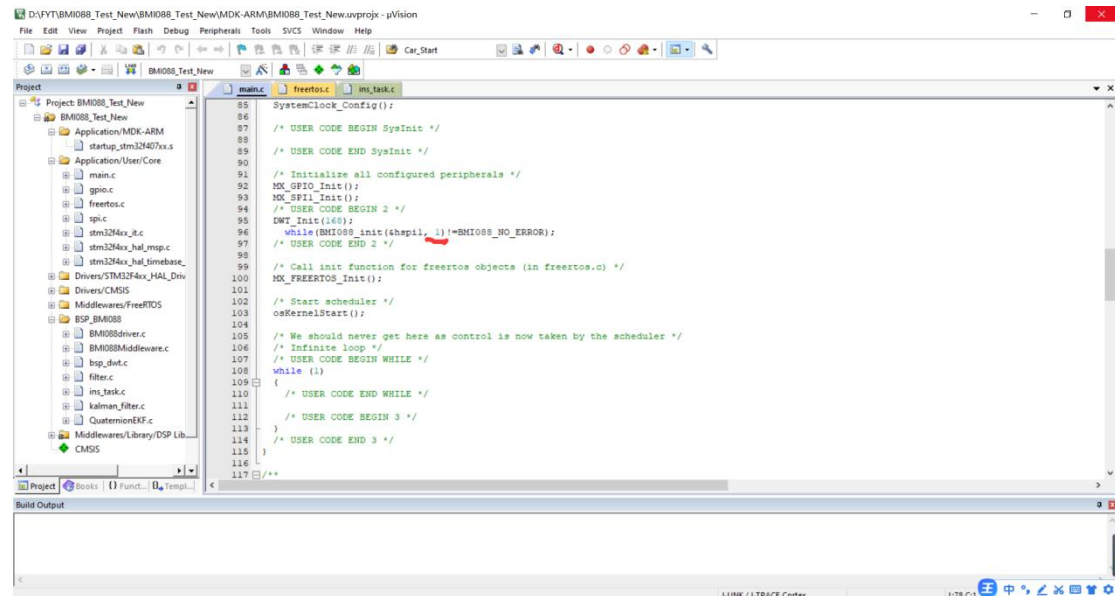 D:\FYT\BMI088_Test_New\BMI088_Test_New\MDK-ARM\BMI088_Test_New.uvprojx - µVision
File Edit View Project Flash Debug Peripherals Tools SVCS Window Help
Car_Start
BMI088_Test_New
Project
Project: BMI088_Test_New
BMI088_Test_New
Application/MDK-ARM
startup_stm32f407xx.s
Application/User/Core
main.c
gpio.c
freertos.c
spi.c
stm32f4xx_it.c
stm32f4xx_hal_msp.c
stm32f4xx_hal_timebase_
Drivers/STM32F4xx_HAL_Driv
Drivers/CMSIS
Middlewares/FreeRTOS
BSP_BMI088
BMI088driver.c
BMI088Middleware.c
bsp_dwt.c
filter.c
ins_task.c
kalman_filter.c
QuaternionEKF.c
Middlewares/Library/DSP Lib
CMSIS
Project Books {} Funct... Templ...
main.c freertos.c ins_task.c
85 SystemClock_Config();
86
87 /* USER CODE BEGIN SysInit */
88
89 /* USER CODE END SysInit */
90
91 /* Initialize all configured peripherals */
92 MX_GPIO_Init();
93 MX_SPI1_Init();
94 /* USER CODE BEGIN 2 */
95 DWT_Init(168);
96 while(BMI088_init(&hspi1, 1)!=BMI088_NO_ERROR);
97 /* USER CODE END 2 */
98
99 /* Call init function for freertos objects (in freertos.c) */
100 MX_FREERTOS_Init();
101
102 /* Start scheduler */
103 osKernelStart();
104
105 /* We should never get here as control is now taken by the scheduler */
106 /* Infinite loop */
107 /* USER CODE BEGIN WHILE */
108 while (1)
109 {
110 /* USER CODE END WHILE */
111
112 /* USER CODE BEGIN 3 */
113 }
114 /* USER CODE END 3 */
115 }
116
117 /**
Build Output
J-LINK / J-TRACE Cortex
中